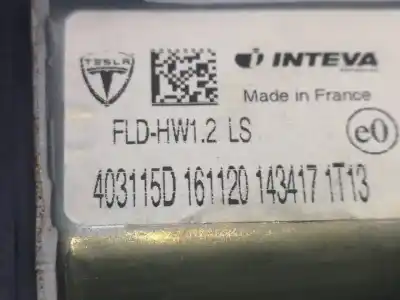 TESLA
INTEVA
Made in France
FLD-HW1.2 LS
e0
403115D 161120 143417 1T13